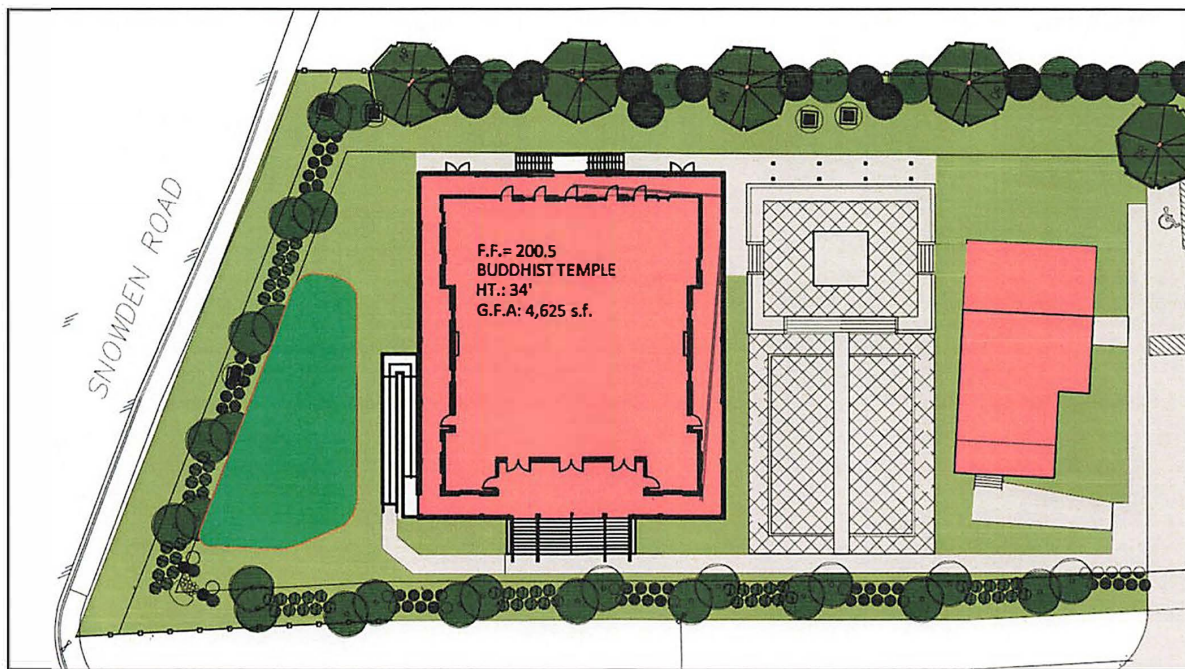 SNOWDEN ROAD
F.F.= 200.5
BUDDHIST TEMPLE
HT.: 34'
G.F.A: 4,625 s.f.